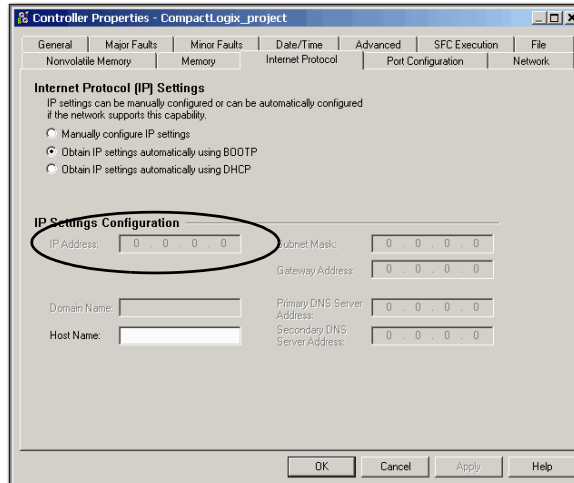 Controller Properties - CompactLogix_project
General Major Faults Minor Faults Date/Time Advanced SFC Execution File
Nonvolatile Memory Memory Internet Protocol Port Configuration Network
Internet Protocol (IP) Settings
IP settings can be manually configured or can be automatically configured
if the network supports this capability.
Manually configure IP settings
Obtain IP settings automatically using BOOTP
Obtain IP settings automatically using DHCP
IP Settings Configuration
IP Address: 0 . 0 . 0 . 0 Subnet Mask: 0 . 0 . 0 . 0
Gateway Address: 0 . 0 . 0 . 0
Domain Name: Primary DNS Server Address: 0 . 0 . 0 . 0
Host Name: Secondary DNS Server Address: 0 . 0 . 0 . 0
OK Cancel Apply Help